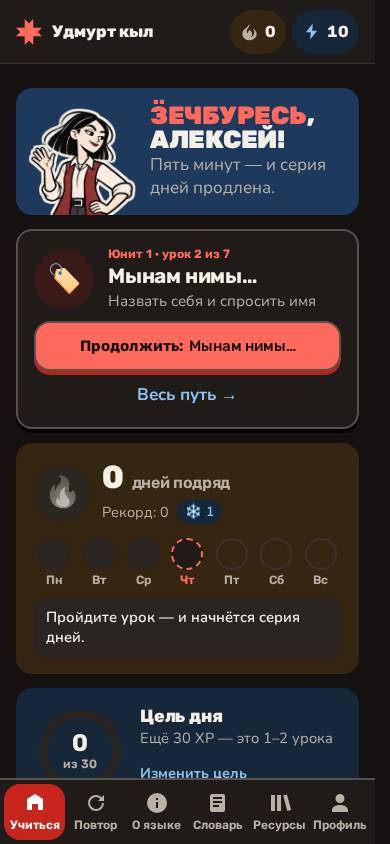 Удмурт кыл
0
10
ӞЕЧБУРЕСЬ,
АЛЕКСЕЙ!
Пять минут — и серия
дней продлена.
Юнит 1 • урок 2 из 7
Мынам нимы…
Назвать себя и спросить имя
Продолжить: Мынам нимы…
Весь путь →
0 дней подряд
Рекорд: 0 1
Пн Вт Ср Чт Пт Сб Вс
Пройдите урок — и начнётся серия
дней.
Цель дня
Ещё 30 XP — это 1–2 урока
0
из 30
Изменить цель
Учиться Повтор О языке Словарь Ресурсы Профиль